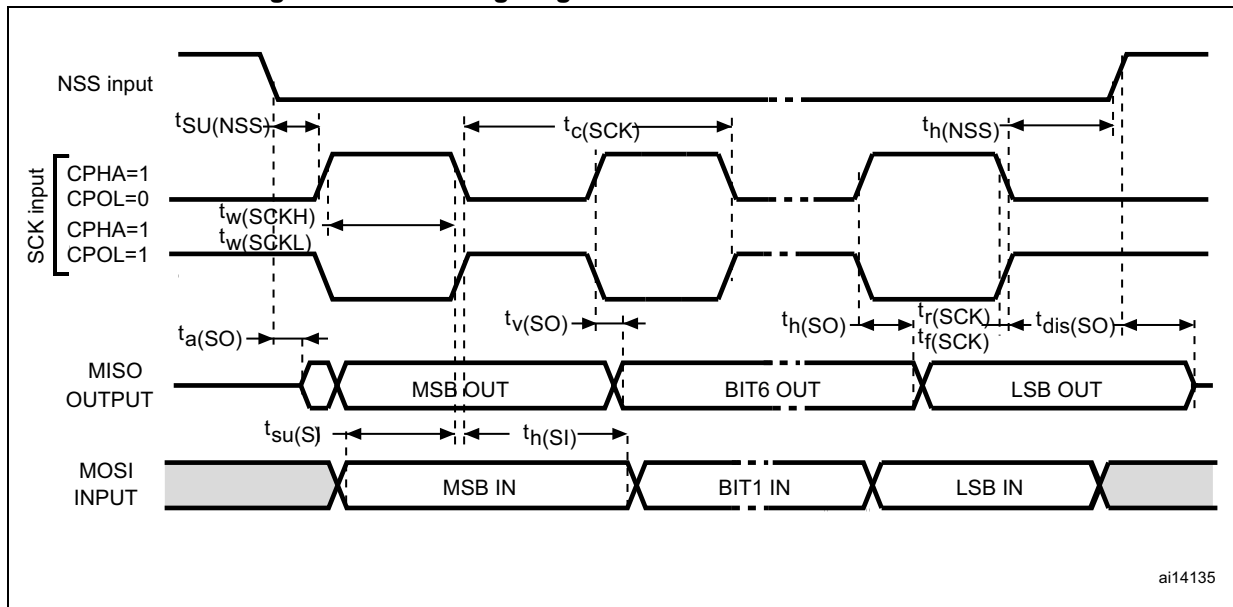 NSS input
tSU(NSS)
tc(SCK)
th(NSS)
SCK input
CPHA=1
CPOL=0
CPHA=1
CPOL=1
tw(SCKH)
tw(SCKL)
ta(SO)
tv(SO)
th(SO)
tr(SCK)
tf(SCK)
tdis(SO)
MISO
OUTPUT
MSB OUT
BIT6 OUT
LSB OUT
tsu(SI)
th(SI)
MOSI
INPUT
MSB IN
BIT1 IN
LSB IN
ai14135